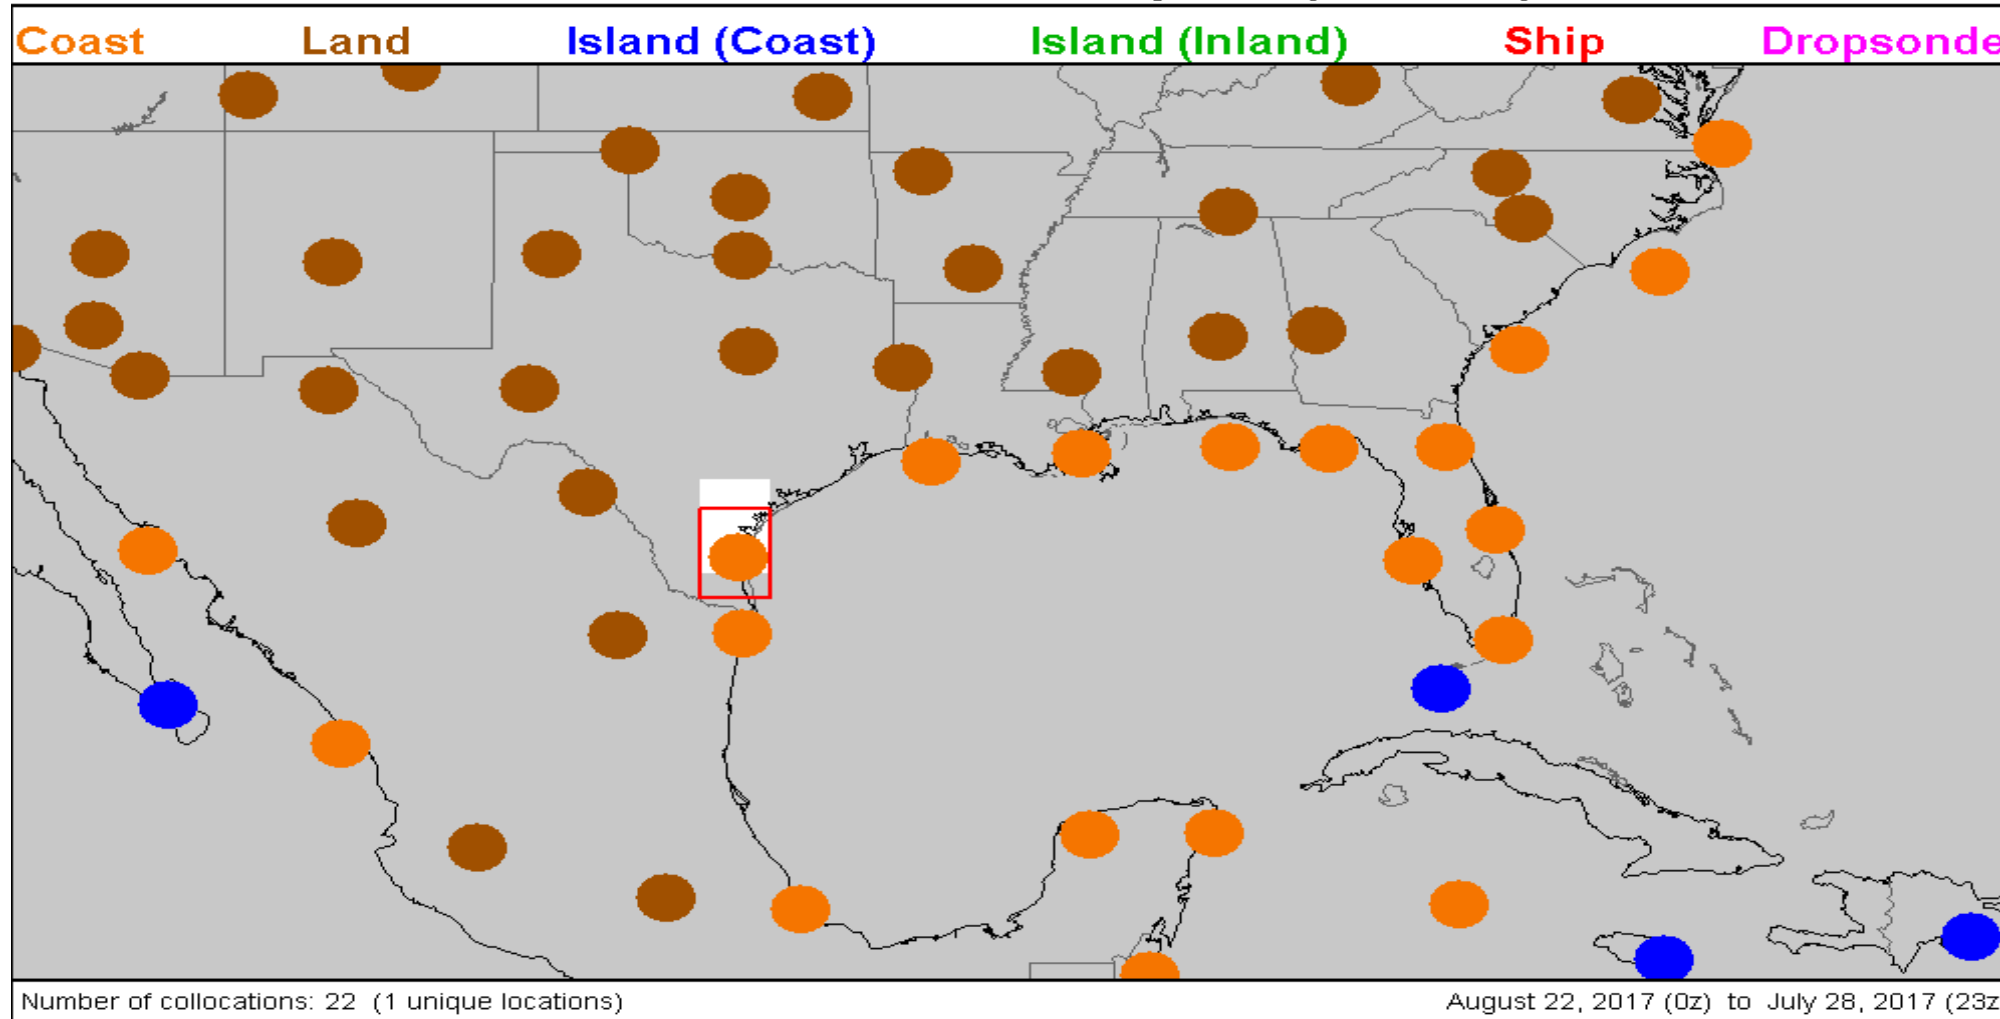 Coast Land Island (Coast) Island (Inland) Ship Dropsonde
Number of collocations: 22 (1 unique locations) August 22, 2017 (0z) to July 28, 2017 (23z